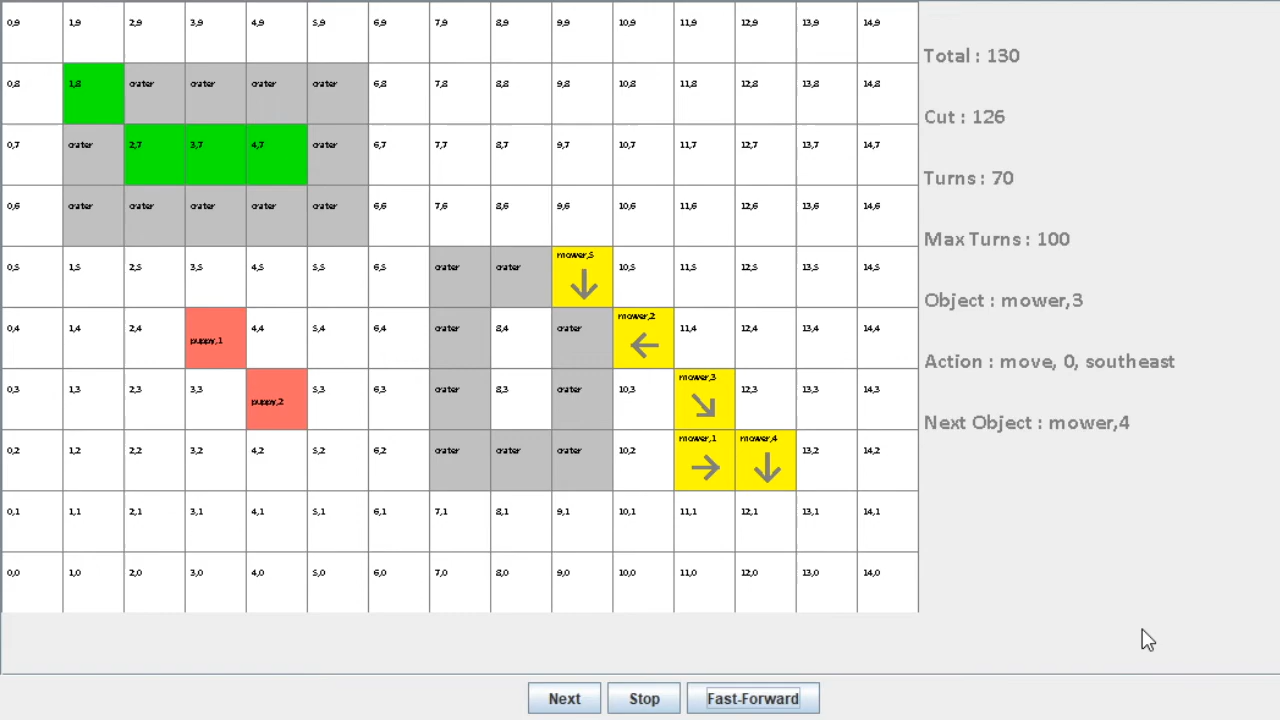 0,9 1,9 2,9 3,9 4,9 5,9 6,9 7,9 8,9 9,9 10,9 11,9 12,9 13,9 14,9
Total : 130
0,8 1,8 crater crater crater crater 6,8 7,8 8,8 9,8 10,8 11,8 12,8 13,8 14,8
Cut : 126
0,7 crater 2,7 3,7 4,7 crater 6,7 7,7 8,7 9,7 10,7 11,7 12,7 13,7 14,7
Turns : 70
0,6 crater crater crater crater crater 6,6 7,6 8,6 9,6 10,6 11,6 12,6 13,6 14,6
Max Turns : 100
0,5 1,5 2,5 3,5 4,5 5,5 6,5 crater crater mower,5 10,5 11,5 12,5 13,5 14,5
Object : mower,3
0,4 1,4 2,4 puppy,1 4,4 5,4 6,4 crater 8,4 crater mower,2 11,4 12,4 13,4 14,4
Action : move, 0, southeast
0,3 1,3 2,3 3,3 puppy,2 5,3 6,3 crater 8,3 crater 10,3 mower,3 12,3 13,3 14,3
Next Object : mower,4
0,2 1,2 2,2 3,2 4,2 5,2 6,2 crater crater crater 10,2 mower,1 mower,4 13,2 14,2
0,1 1,1 2,1 3,1 4,1 5,1 6,1 7,1 8,1 9,1 10,1 11,1 12,1 13,1 14,1
0,0 1,0 2,0 3,0 4,0 5,0 6,0 7,0 8,0 9,0 10,0 11,0 12,0 13,0 14,0
Next Stop Fast-Forward